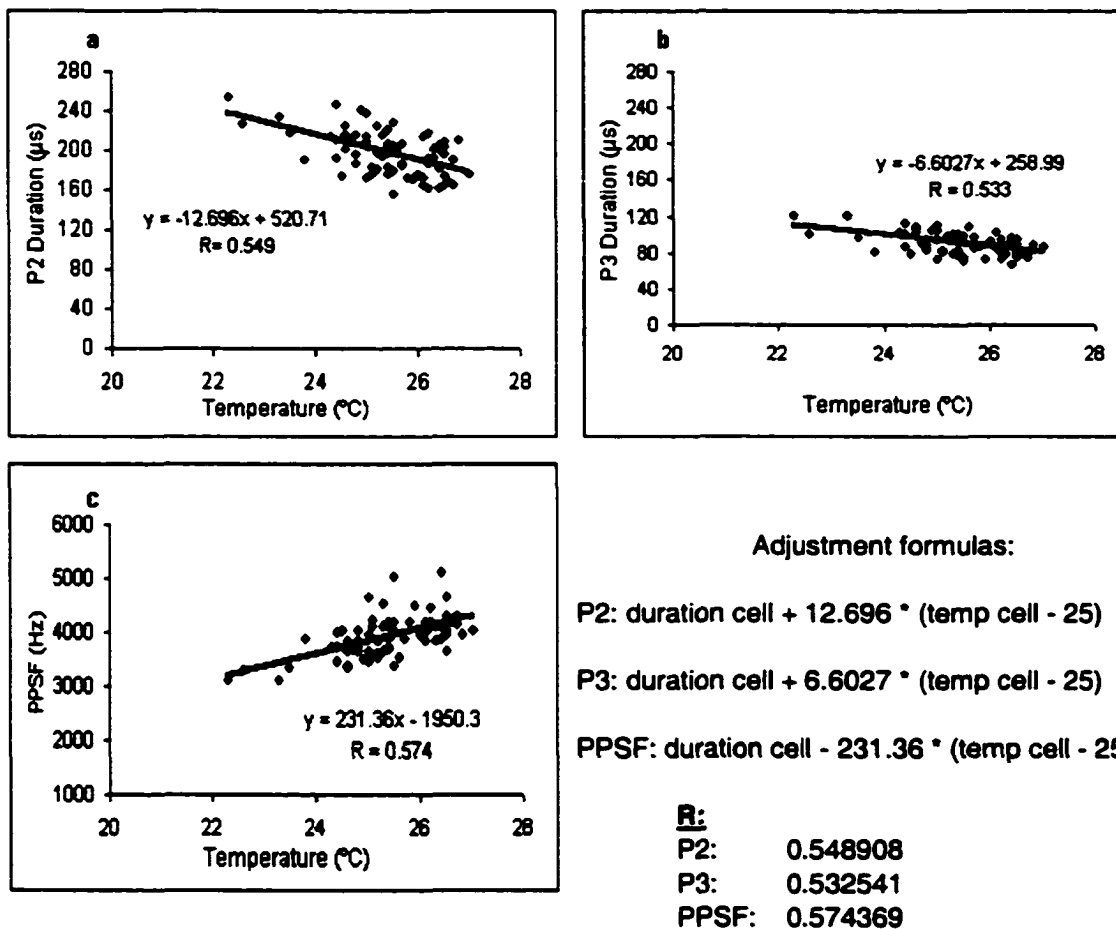 a
280
240
200
160
120
80
40
0
P2 Duration (µs)
y = -12.696x + 520.71
R= 0.549
20 22 24 26 28
Temperature (ºC)
b
280
240
200
160
120
80
40
0
P3 Duration (µs)
y = -6.6027x + 258.99
R = 0.533
20 22 24 26 28
Temperature (ºC)
c
6000
5000
4000
3000
2000
1000
PPSF (Hz)
y = 231.36x - 1950.3
R = 0.574
20 22 24 26 28
Temperature (ºC)
Adjustment formulas:
P2: duration cell + 12.696 * (temp cell - 25)
P3: duration cell + 6.6027 * (temp cell - 25)
PPSF: duration cell - 231.36 * (temp cell - 25
R:
P2: 0.548908
P3: 0.532541
PPSF: 0.574369